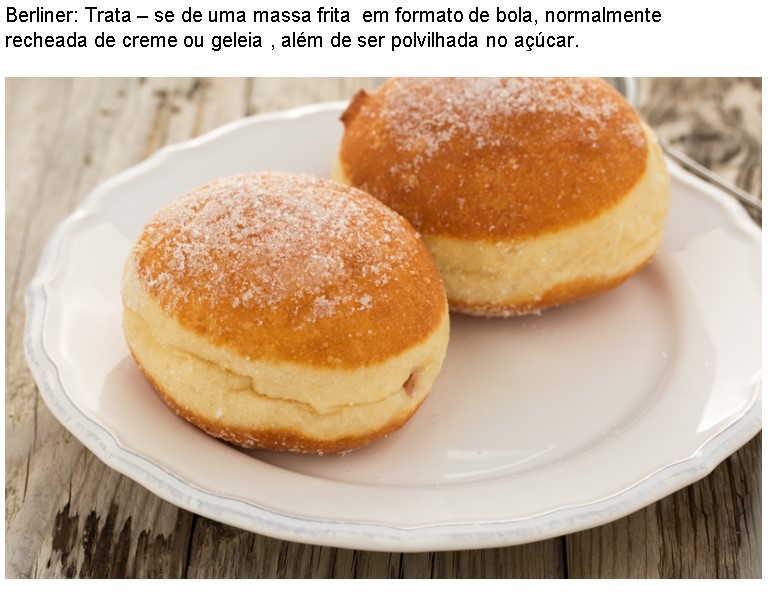 Berliner: Trata – se de uma massa frita  em formato de bola, normalmente
recheada de creme ou geleia , além de ser polvilhada no açúcar.